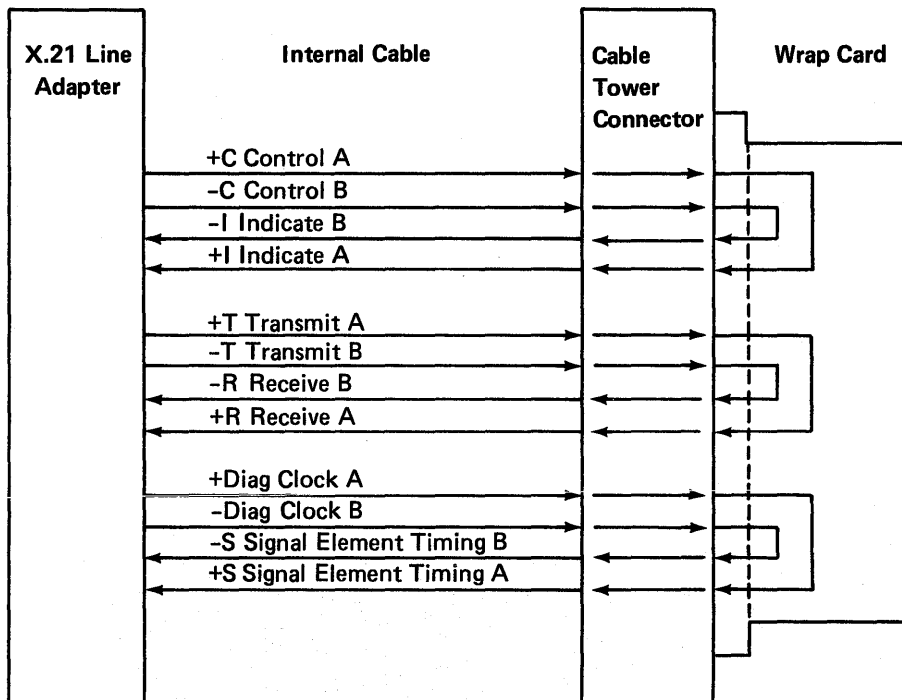 X.21 Line
Adapter
Internal Cable
Cable
Tower
Connector
Wrap Card
+C Control A
–C Control B
–I Indicate B
+I Indicate A
+T Transmit A
–T Transmit B
–R Receive B
+R Receive A
+Diag Clock A
–Diag Clock B
–S Signal Element Timing B
+S Signal Element Timing A